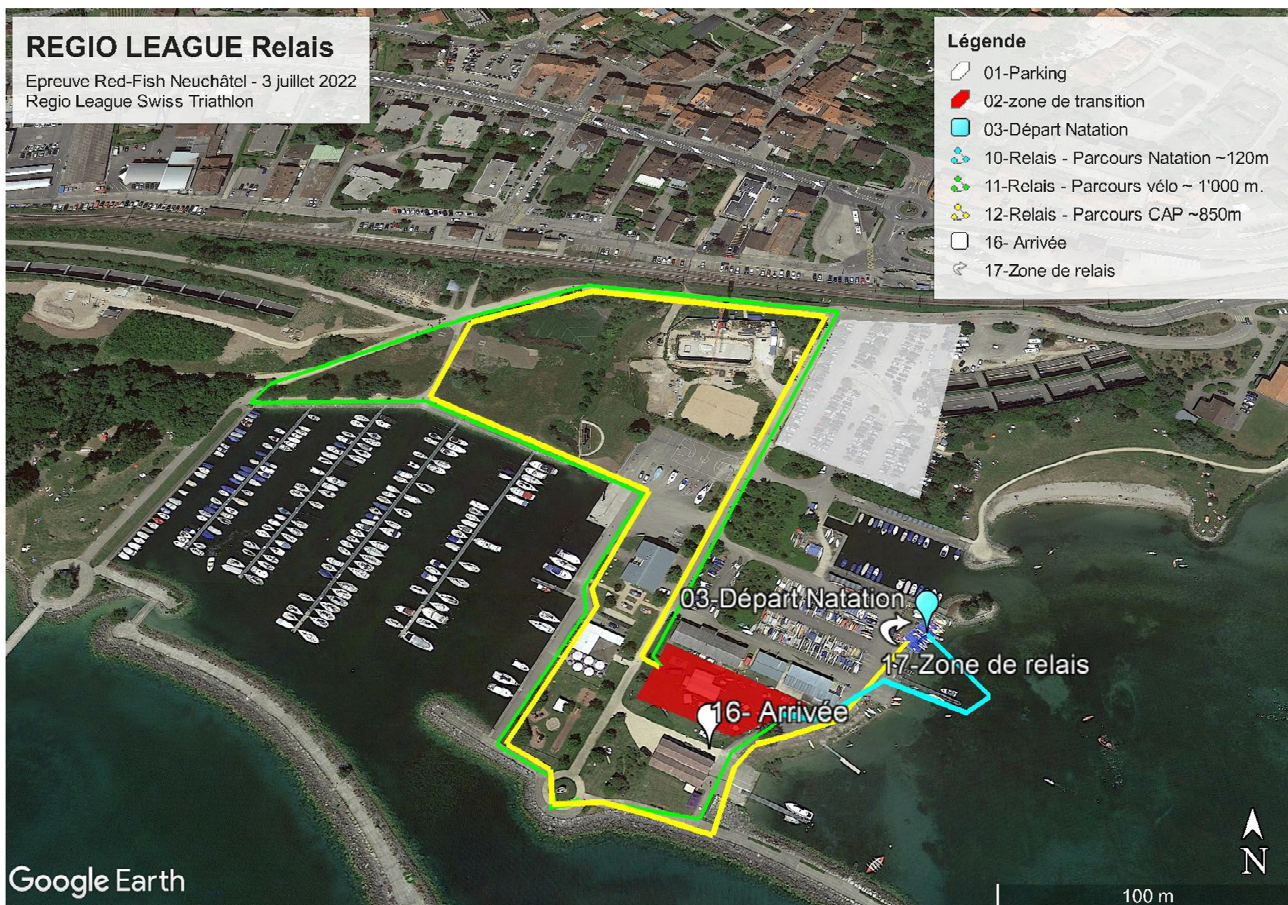 REGIO LEAGUE Relais
Epreuve Red-Fish Neuchâtel - 3 juillet 2022
Regio League Swiss Triathlon
Légende
01-Parking
02-zone de transition
03-Départ Natation
10-Relais - Parcours Natation ~120m
11-Relais - Parcours vélo ~ 1'000 m.
12-Relais - Parcours CAP ~850m
16- Arrivée
17-Zone de relais
03-Départ Natation
17-Zone de relais
16- Arrivée
Google Earth
N
100 m